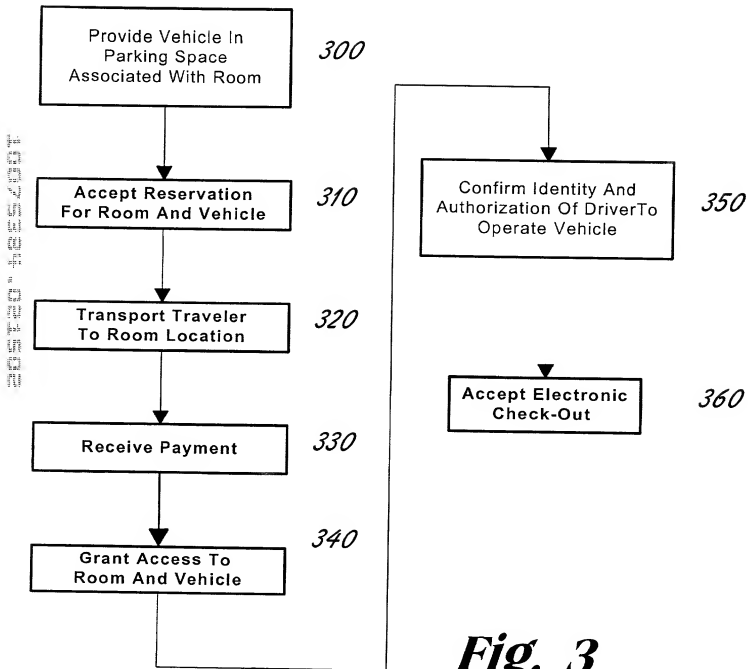 Provide Vehicle In
Parking Space
Associated With Room
300
Accept Reservation
For Room And Vehicle
310
Transport Traveler
To Room Location
320
Receive Payment
330
Grant Access To
Room And Vehicle
340
Confirm Identity And
Authorization Of DriverTo
Operate Vehicle
350
Accept Electronic
Check-Out
360
Fig. 3